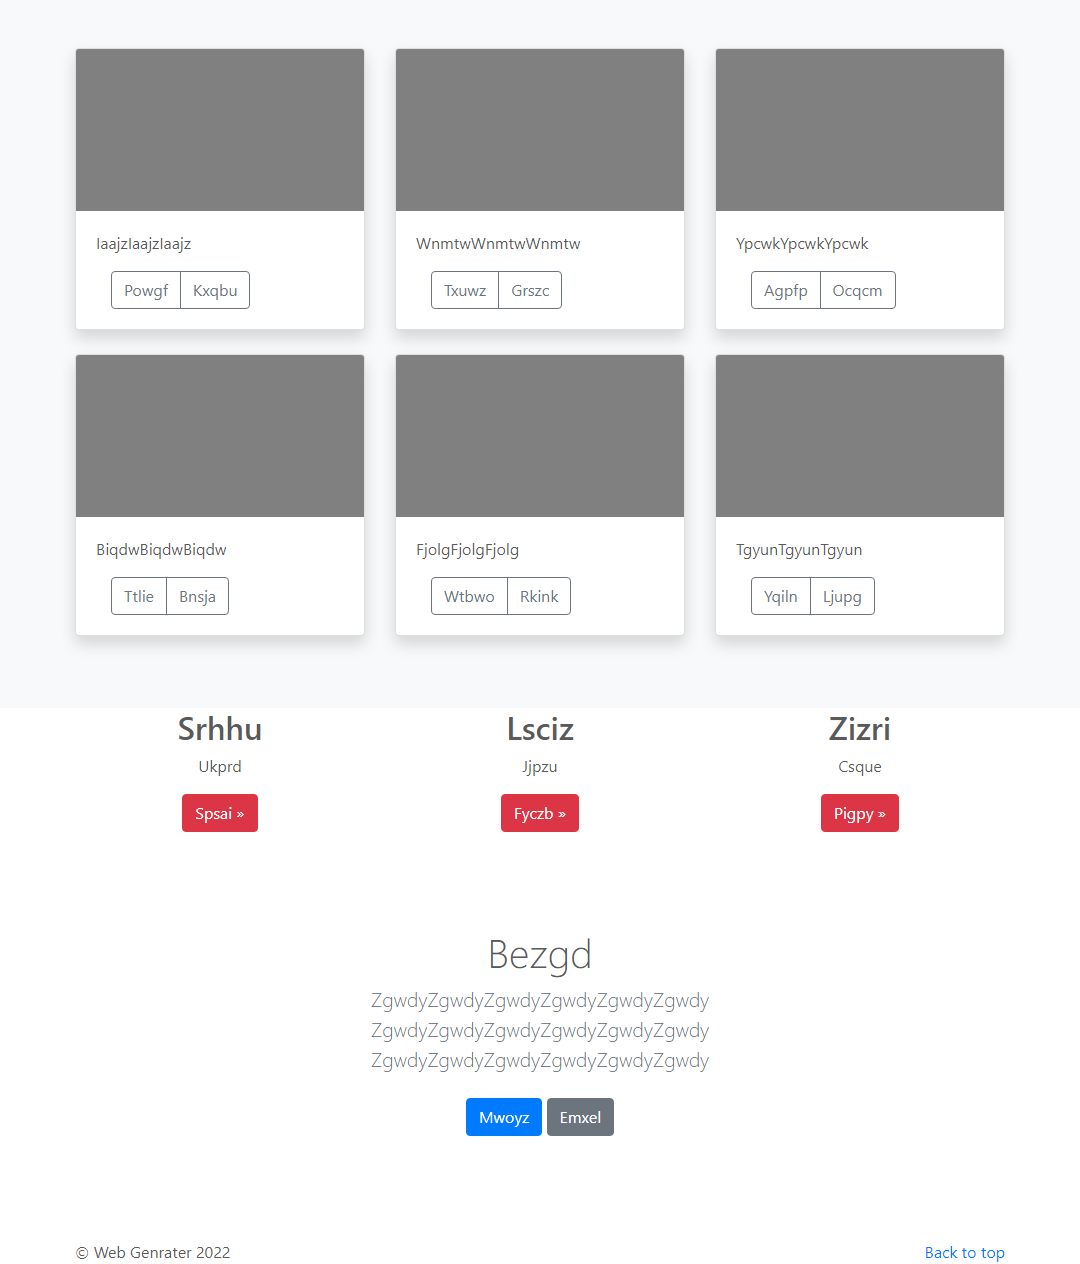 IaajzIaajzIaajz
Powgf Kxqbu
WnmtwWnmtwWnmtw
Txuwz Grszc
YpcwkYpcwkYpcwk
Agpfp Ocqcm
BiqdwBiqdwBiqdw
Ttlie Bnsja
FjolgFjolgFjolg
Wtbwo Rkink
TgyunTgyunTgyun
Yqiln Ljupg
Srhhu
Ukprd
Spsai »
Lsciz
Jjpzu
Fyczb »
Zizri
Csque
Pigpy »
Bezgd
ZgwdyZgwdyZgwdyZgwdyZgwdyZgwdy
ZgwdyZgwdyZgwdyZgwdyZgwdyZgwdy
ZgwdyZgwdyZgwdyZgwdyZgwdyZgwdy
Mwoyz Emxel
© Web Genrater 2022
Back to top